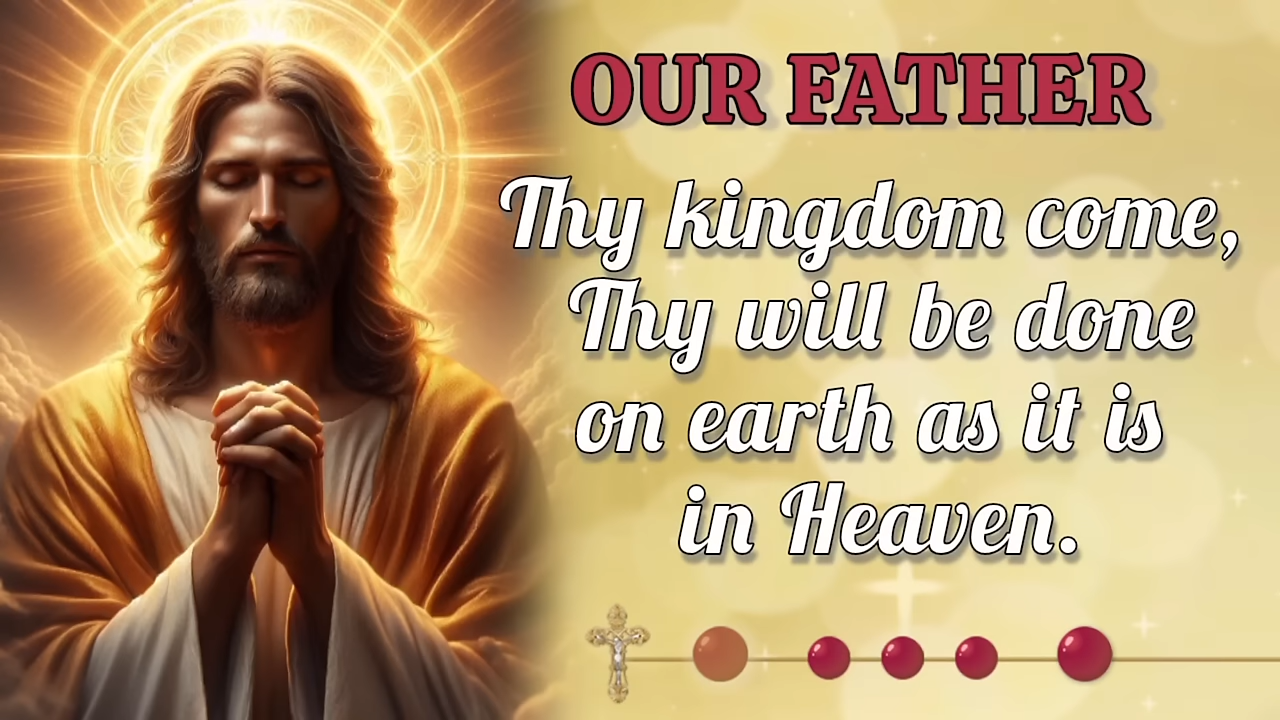 OUR FATHER
Thy kingdom come,
Thy will be done
on earth as it is
in Heaven.